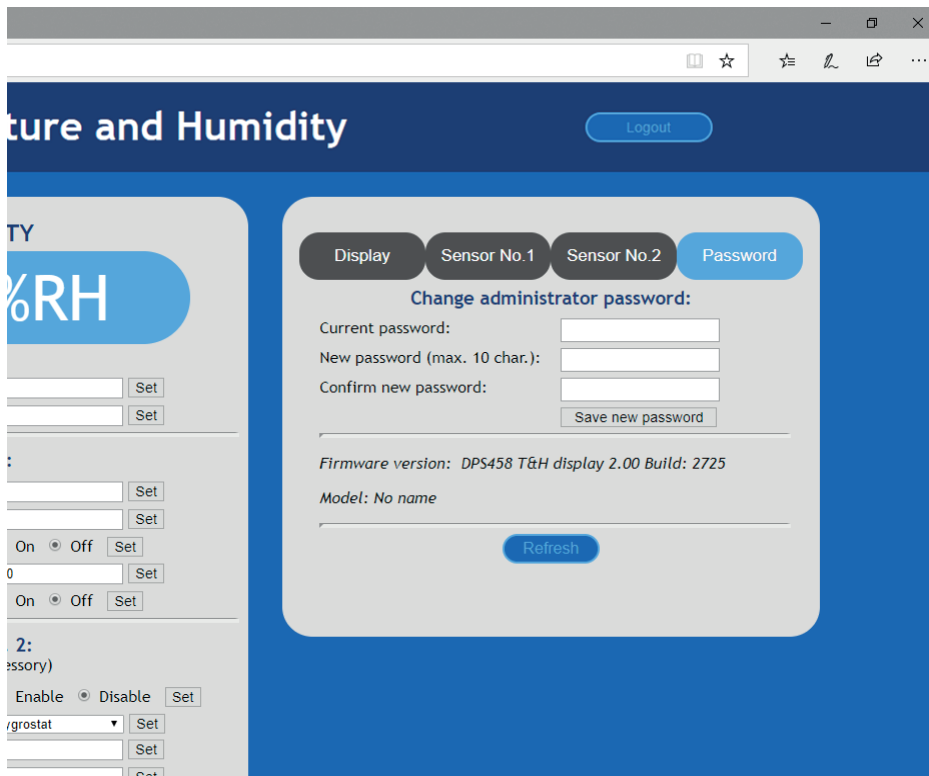 ture and Humidity
Logout
TY
%RH
Set
Set
:
Set
Set
On Off Set
0 Set
On Off Set
2:
essory)
Enable Disable Set
ygrostat Set
Set
Set
Display Sensor No.1 Sensor No.2 Password
Change administrator password:
Current password:
New password (max. 10 char.):
Confirm new password:
Save new password
Firmware version: DPS458 T&H display 2.00 Build: 2725
Model: No name
Refresh